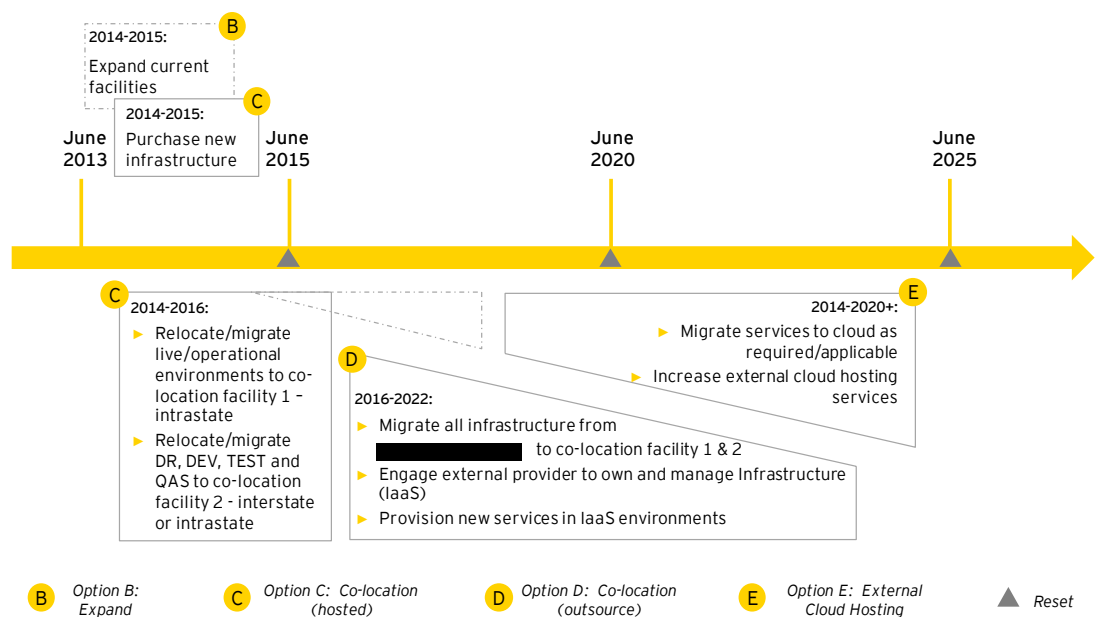 B
2014-2015:
Expand current
facilities
C
2014-2015:
Purchase new
infrastructure
June
2013
June
2015
June
2020
June
2025
C
2014-2016:
► Relocate/migrate
live/operational
environments to co-
location facility 1 –
intrastate
► Relocate/migrate
DR, DEV, TEST and
QAS to co-location
facility 2 - interstate
or intrastate
D
2016-2022:
► Migrate all infrastructure from
to co-location facility 1 & 2
► Engage external provider to own and manage Infrastructure
(IaaS)
► Provision new services in IaaS environments
E
2014-2020+:
► Migrate services to cloud as
required/applicable
► Increase external cloud hosting
services
B
Option B:
Expand
C
Option C: Co-location
(hosted)
D
Option D: Co-location
(outsource)
E
Option E: External
Cloud Hosting
Reset